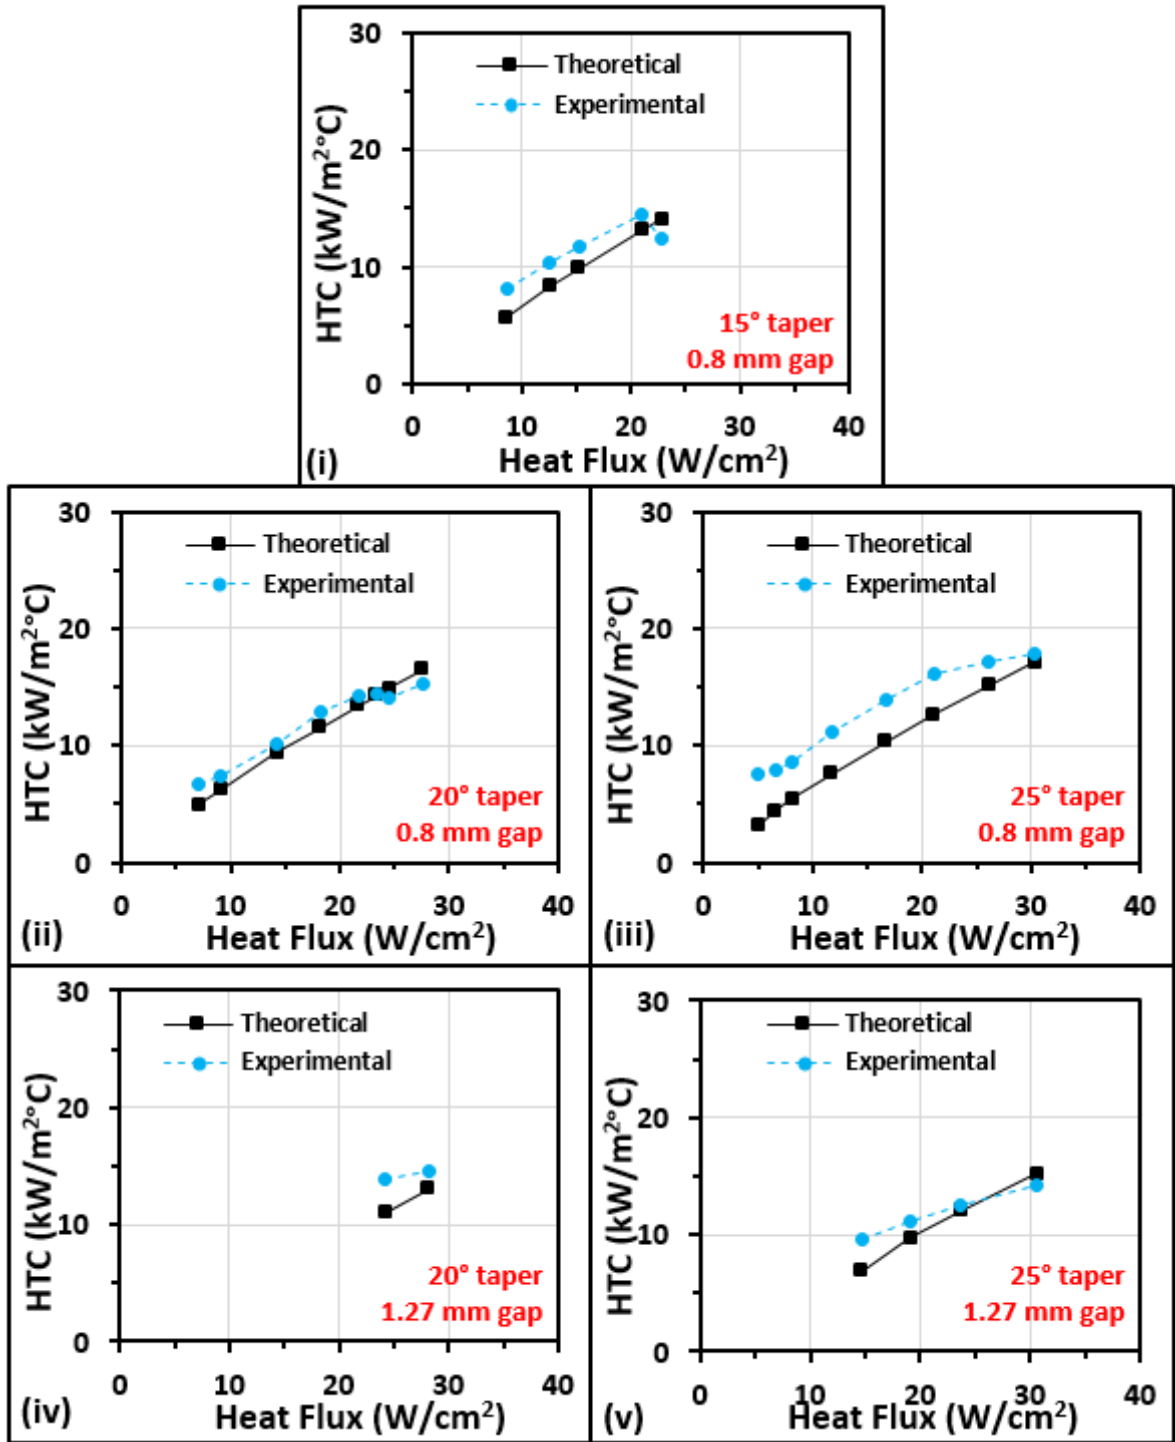 30
Theoretical
Experimental
20
10
0
HTC (kW/m²°C)
15° taper
0.8 mm gap
0 10 20 30 40
(i) Heat Flux (W/cm²)
30
Theoretical
Experimental
20
10
0
HTC (kW/m²°C)
20° taper
0.8 mm gap
0 10 20 30 40
(ii) Heat Flux (W/cm²)
30
Theoretical
Experimental
20
10
0
HTC (kW/m²°C)
25° taper
0.8 mm gap
0 10 20 30 40
(iii) Heat Flux (W/cm²)
30
Theoretical
Experimental
20
10
0
HTC (kW/m²°C)
20° taper
1.27 mm gap
0 10 20 30 40
(iv) Heat Flux (W/cm²)
30
Theoretical
Experimental
20
10
0
HTC (kW/m²°C)
25° taper
1.27 mm gap
0 10 20 30 40
(v) Heat Flux (W/cm²)